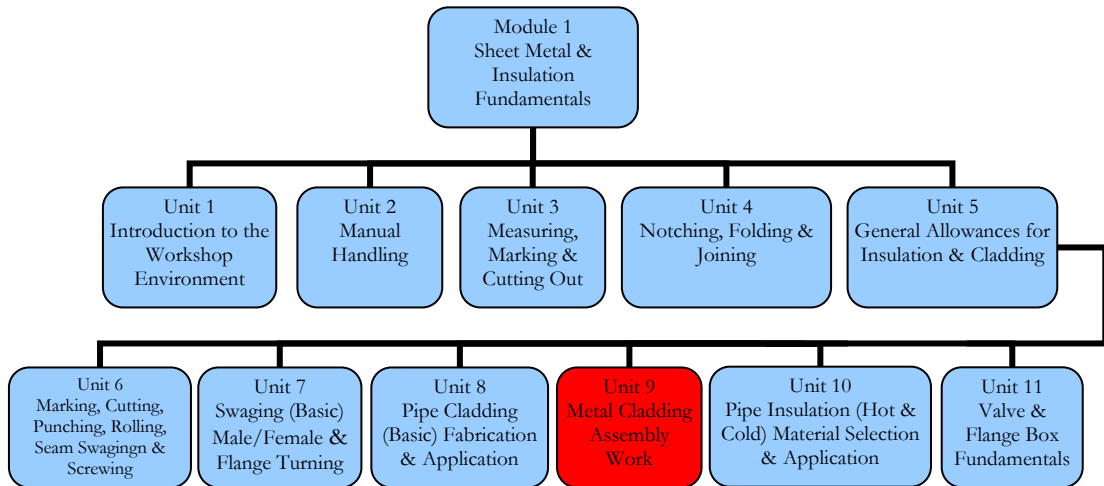 Module 1
Sheet Metal &
Insulation
Fundamentals
Unit 1
Introduction to the
Workshop
Environment
Unit 2
Manual
Handling
Unit 3
Measuring,
Marking &
Cutting Out
Unit 4
Notching, Folding &
Joining
Unit 5
General Allowances for
Insulation & Cladding
Unit 6
Marking, Cutting,
Punching, Rolling,
Seam Swagingn &
Screwing
Unit 7
Swaging (Basic)
Male/Female &
Flange Turning
Unit 8
Pipe Cladding
(Basic) Fabrication
& Application
Unit 9
Metal Cladding
Assembly
Work
Unit 10
Pipe Insulation (Hot &
Cold) Material Selection
& Application
Unit 11
Valve &
Flange Box
Fundamentals